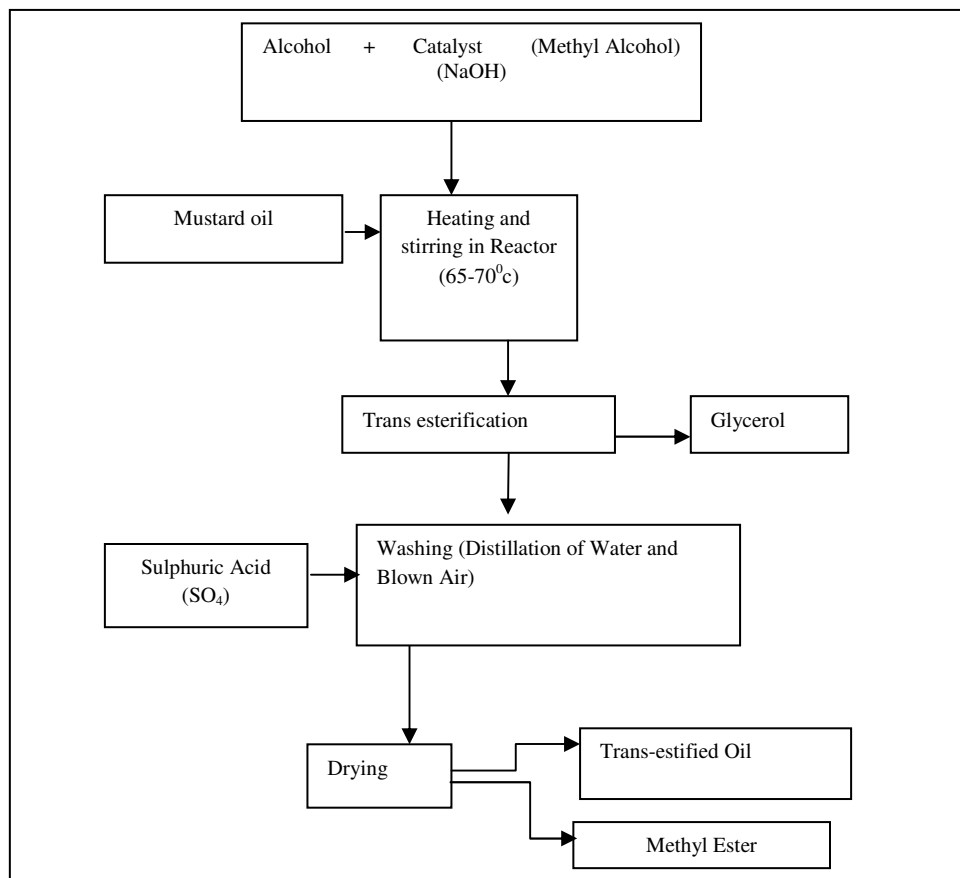 Alcohol + Catalyst (Methyl Alcohol)
(NaOH)
Mustard oil
Heating and
stirring in Reactor
(65-70⁰c)
Trans esterification
Glycerol
Washing (Distillation of Water and
Blown Air)
Sulphuric Acid
(SO₄)
Drying
Trans-estified Oil
Methyl Ester